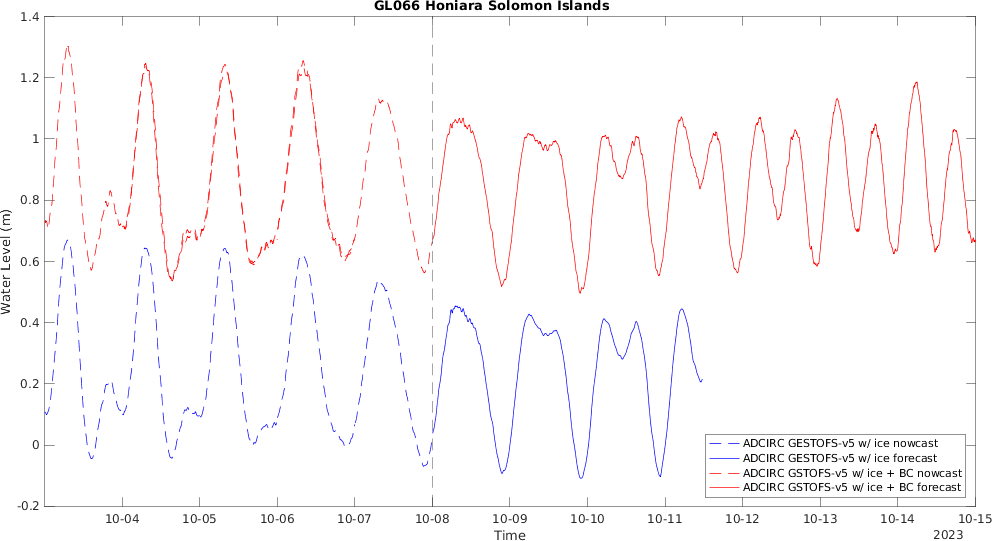 GL066 Honiara Solomon Islands
1.4
1.2
1
0.8
0.6
0.4
0.2
0
-0.2
Water Level (m)
ADCIRC GESTOFS-v5 w/ ice nowcast
ADCIRC GESTOFS-v5 w/ ice forecast
ADCIRC GSTOFS-v5 w/ ice + BC nowcast
ADCIRC GSTOFS-v5 w/ ice + BC forecast
10-04 10-05 10-06 10-07 10-08 10-09 10-10 10-11 10-12 10-13 10-14 10-15
Time
2023